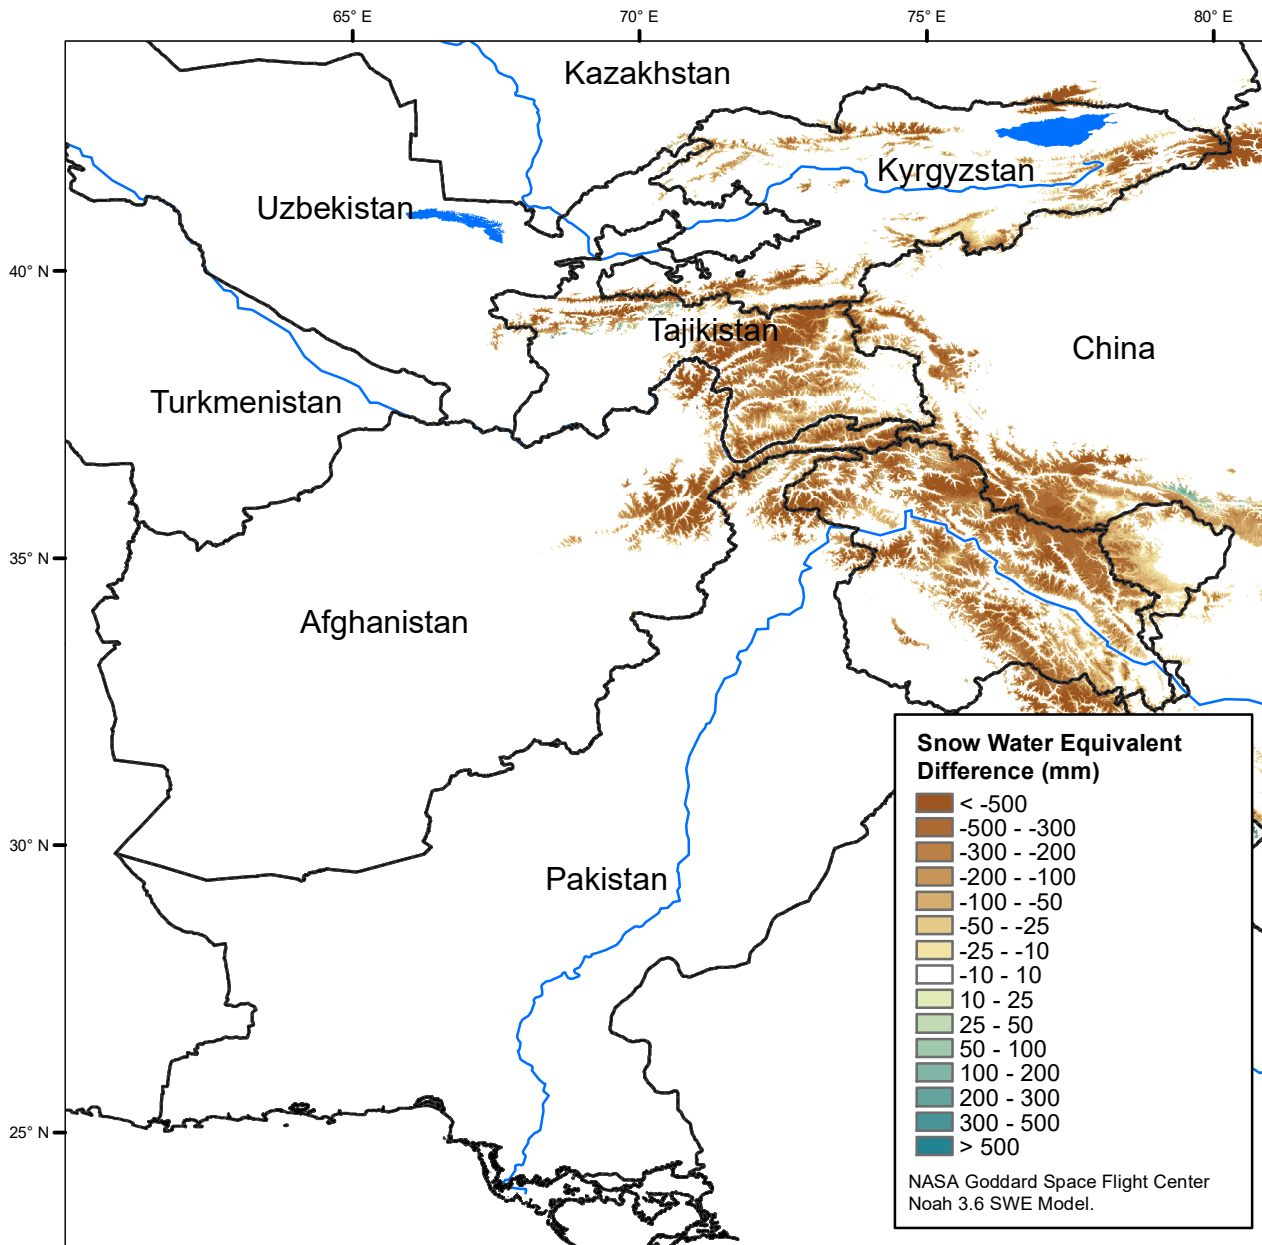 65° E
70° E
75° E
80° E
Kazakhstan
Kyrgyzstan
Uzbekistan
40° N
Tajikistan
China
Turkmenistan
35° N
Afghanistan
30° N
Pakistan
25° N
Snow Water Equivalent
Difference (mm)
< -500
-500 - -300
-300 - -200
-200 - -100
-100 - -50
-50 - -25
-25 - -10
-10 - 10
10 - 25
25 - 50
50 - 100
100 - 200
200 - 300
300 - 500
> 500
NASA Goddard Space Flight Center
Noah 3.6 SWE Model.